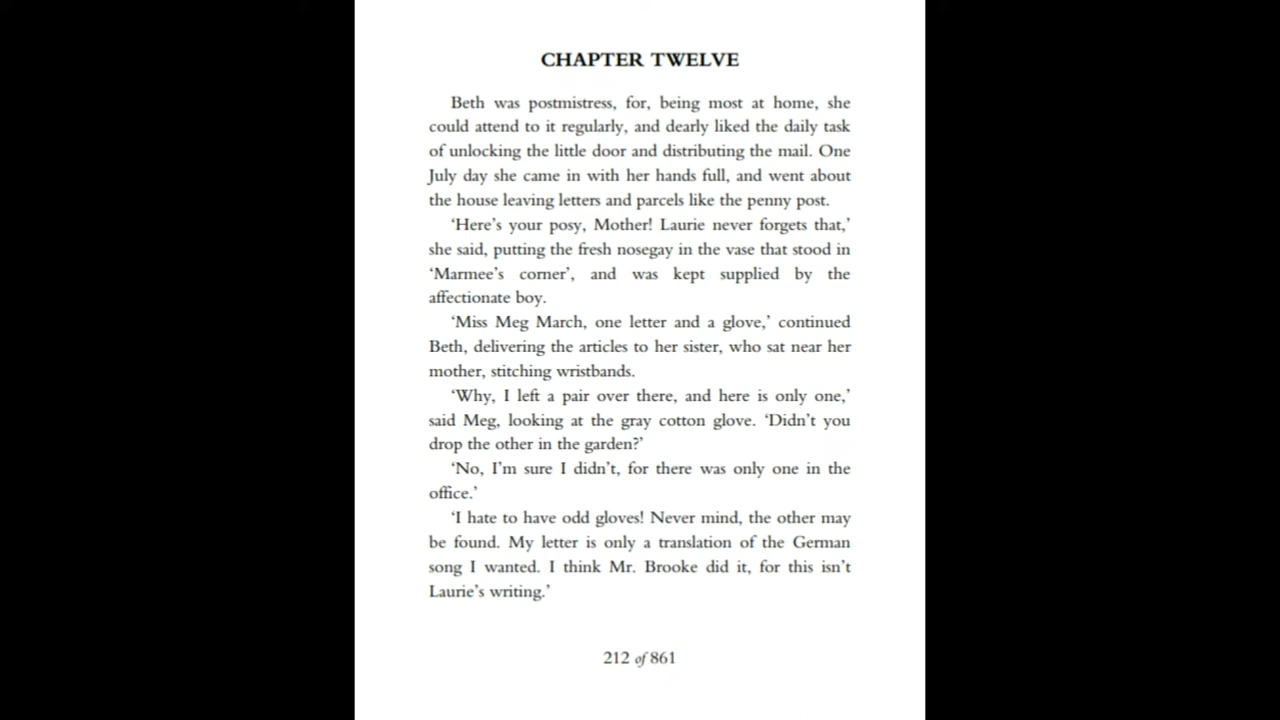 CHAPTER TWELVE
Beth was postmistress, for, being most at home, she
could attend to it regularly, and dearly liked the daily task
of unlocking the little door and distributing the mail. One
July day she came in with her hands full, and went about
the house leaving letters and parcels like the penny post.
‘Here’s your posy, Mother! Laurie never forgets that,’
she said, putting the fresh nosegay in the vase that stood in
‘Marmee’s corner’, and was kept supplied by the
affectionate boy.
‘Miss Meg March, one letter and a glove,’ continued
Beth, delivering the articles to her sister, who sat near her
mother, stitching wristbands.
‘Why, I left a pair over there, and here is only one,’
said Meg, looking at the gray cotton glove. ‘Didn’t you
drop the other in the garden?’
‘No, I’m sure I didn’t, for there was only one in the
office.’
‘I hate to have odd gloves! Never mind, the other may
be found. My letter is only a translation of the German
song I wanted. I think Mr. Brooke did it, for this isn’t
Laurie’s writing.’
212 of 861